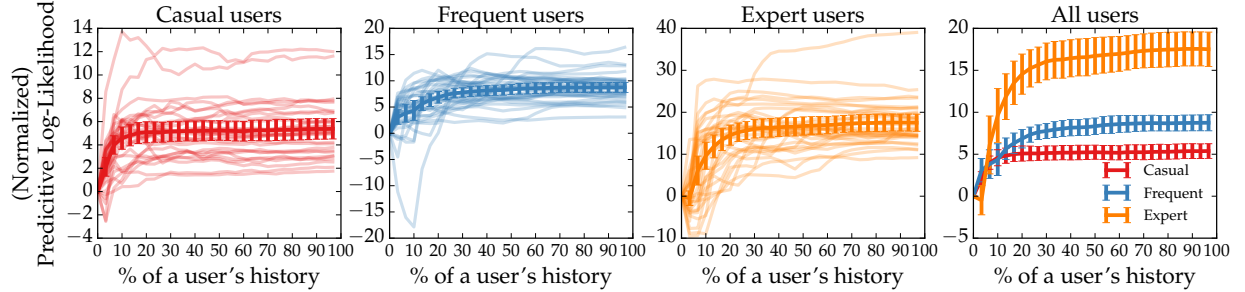 Casual users
Frequent users
Expert users
All users
(Normalized)
Predicitive Log-Likelihood
14
12
10
8
6
4
2
0
−2
−4
0 10 20 30 40 50 60 70 80 90 100
% of a user's history
20
15
10
5
0
−5
−10
−15
−20
0 10 20 30 40 50 60 70 80 90 100
% of a user's history
40
30
20
10
0
−10
0 10 20 30 40 50 60 70 80 90 100
% of a user's history
20
15
10
5
0
−5
0 10 20 30 40 50 60 70 80 90 100
% of a user's history
Casual
Frequent
Expert